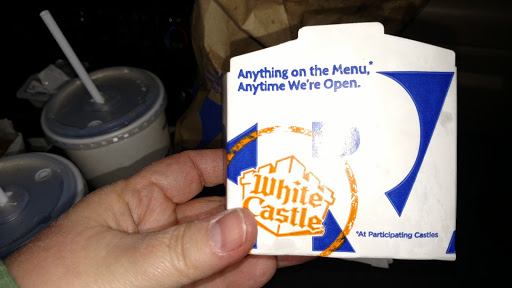 Anything on the Menu,*
Anytime We're Open.
White
Castle
*At Participating Castles